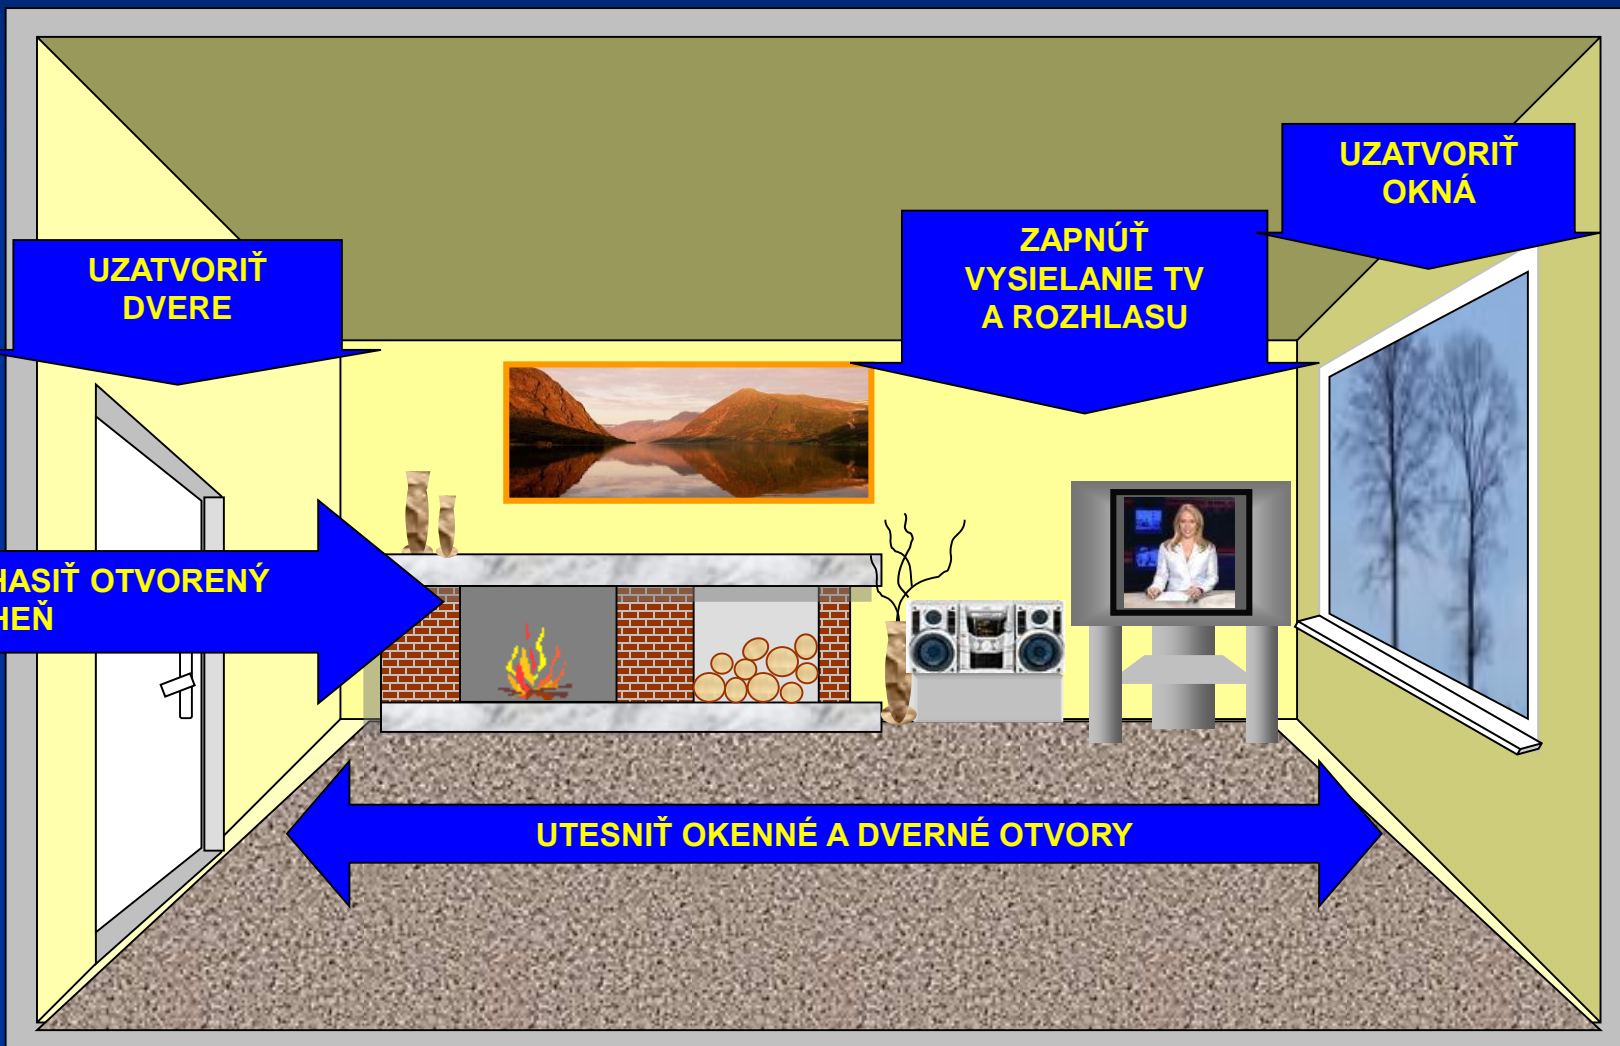 UZATVORIŤ
OKNÁ
ZAPNÚŤ
VYSIELANIE TV
A ROZHLASU
UZATVORIŤ
DVERE
HASIŤ OTVORENÝ
HEŇ
UTESNIŤ OKENNÉ A DVERNÉ OTVORY